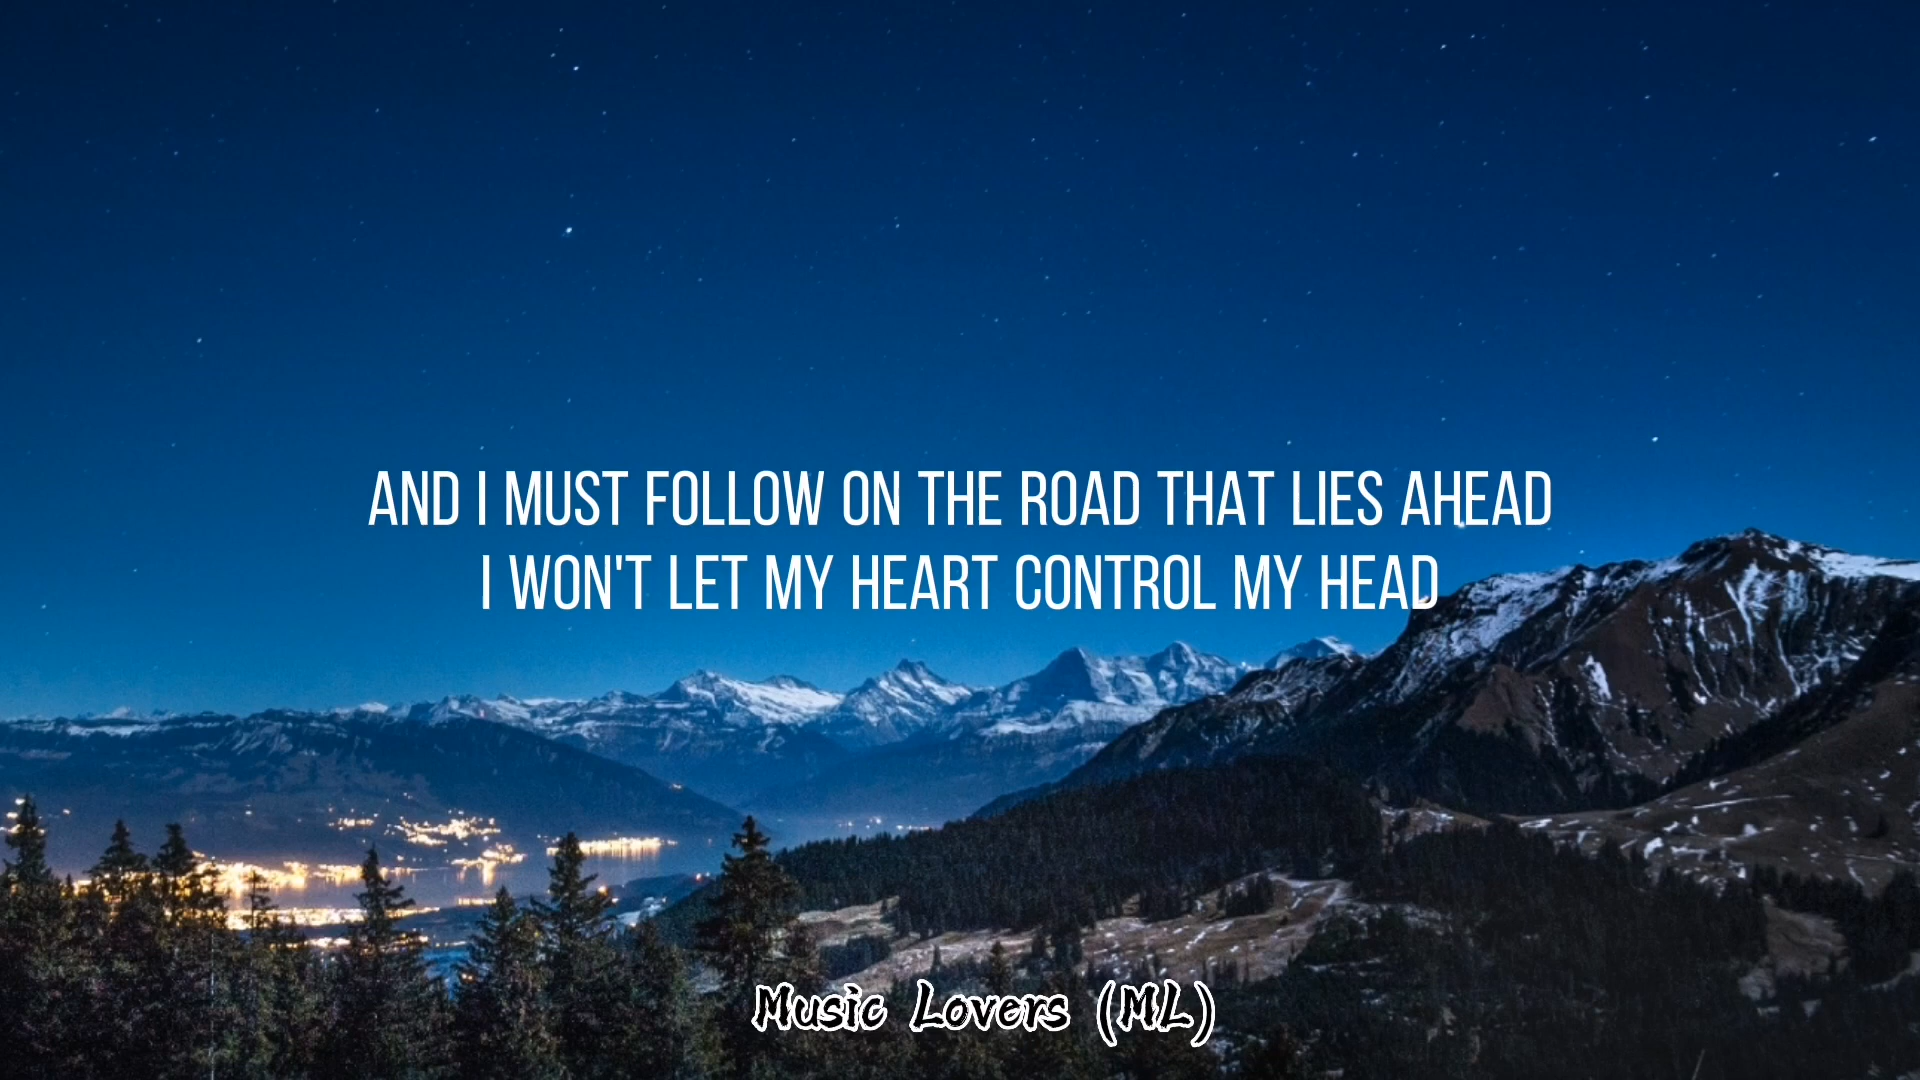 AND I MUST FOLLOW ON THE ROAD THAT LIES AHEAD
I WON'T LET MY HEART CONTROL MY HEAD
Music Lovers (ML)